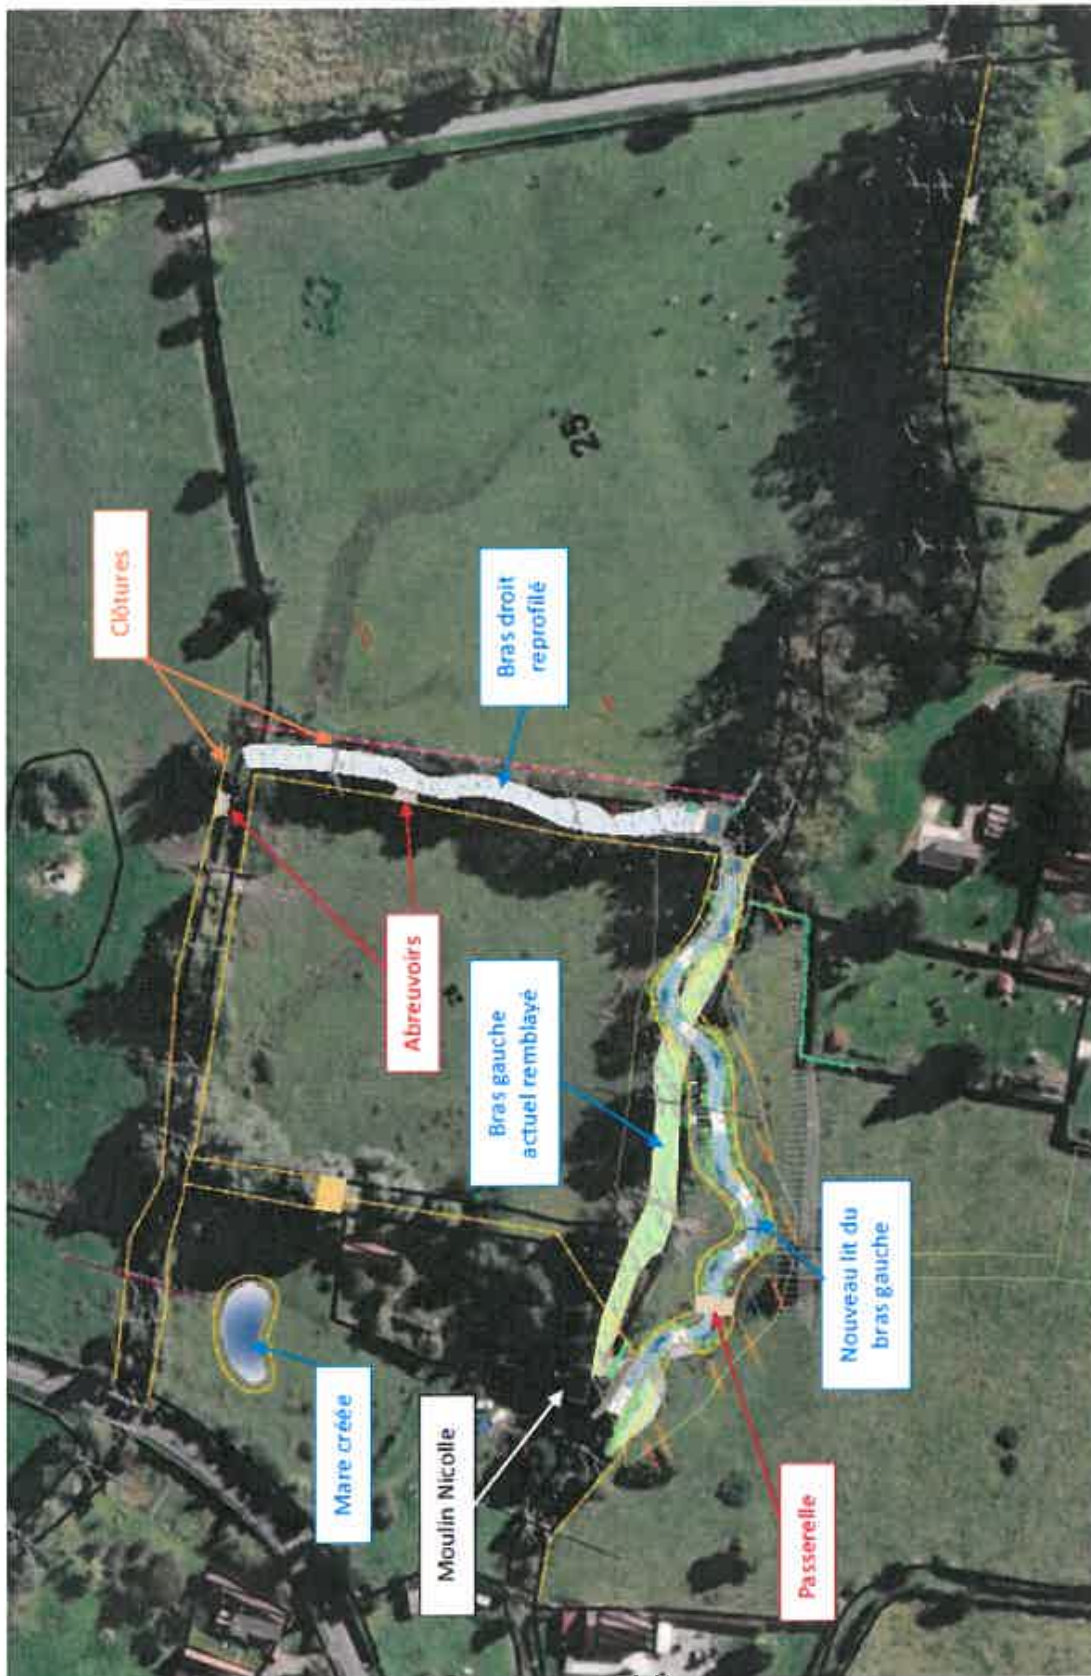 Clôtures
Bras droit
reprofilé
Abreuvoirs
Bras gauche
actuel remblayé
Nouveau lit du
bras gauche
Mare créée
Moulin Nicolle
Passerelle
25